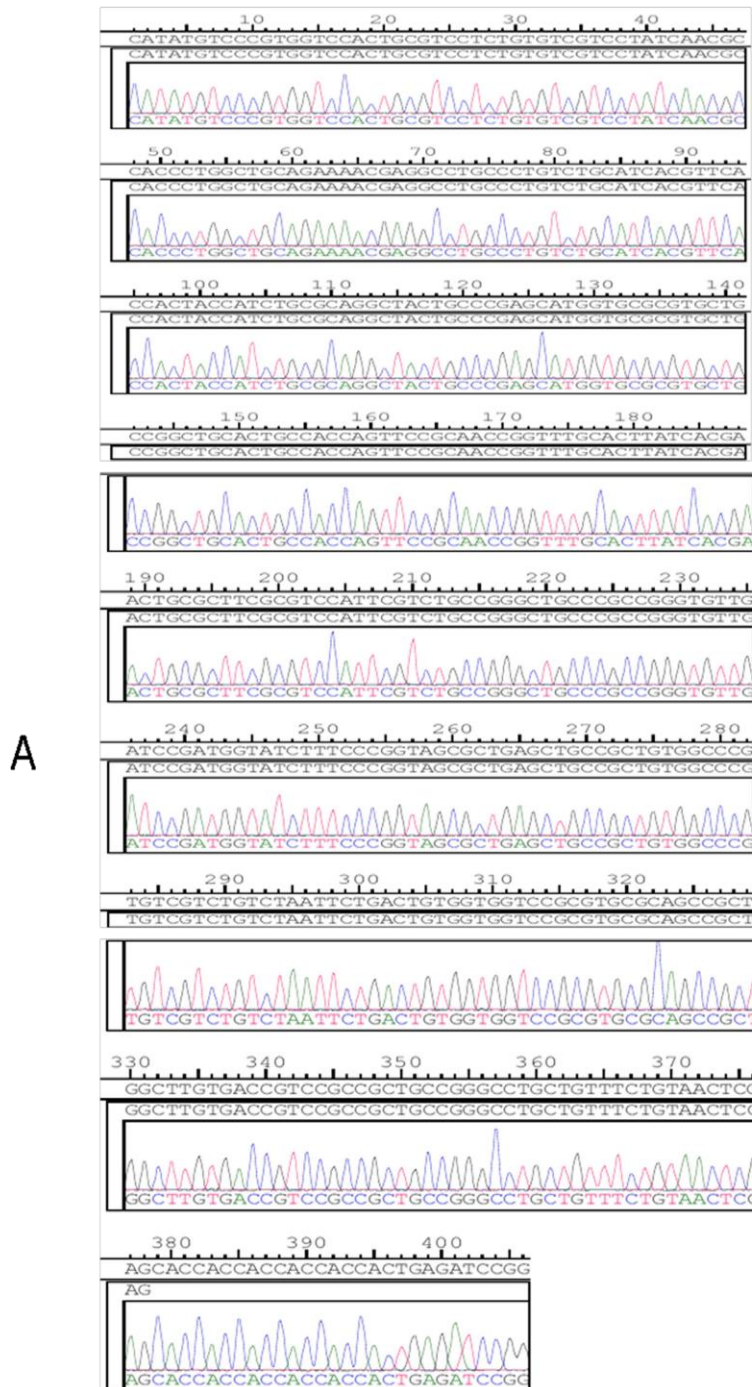 10 20 30 40
CATATGTCCCGTGGTCCACTGCGTCCTCTGTGTCGTCCTATCAACGC
CATATGTCCCGTGGTCCACTGCGTCCTCTGTGTCGTCCTATCAACGC
CATATGTCCCGTGGTCCACTGCGTCCTCTGTGTCGTCCTATCAACGC
50 60 70 80 90
CACCCTGGCTGCAGAAAACGAGGCCTGCCCTGTCTGCATCACGTTCA
CACCCTGGCTGCAGAAAACGAGGCCTGCCCTGTCTGCATCACGTTCA
CACCCTGGCTGCAGAAAACGAGGCCTGCCCTGTCTGCATCACGTTCA
100 110 120 130 140
CCACTACCATCTGCGCAGGCTACTGCCCGAGCATGGTGCGCGTGCTG
CCACTACCATCTGCGCAGGCTACTGCCCGAGCATGGTGCGCGTGCTG
CCACTACCATCTGCGCAGGCTACTGCCCGAGCATGGTGCGCGTGCTG
150 160 170 180
CCGGCTGCACTGCCACCAGTTCCGCAACCGGTTTGCACTTATCACGA
CCGGCTGCACTGCCACCAGTTCCGCAACCGGTTTGCACTTATCACGA
CCGGCTGCACTGCCACCAGTTCCGCAACCGGTTTGCACTTATCACGA
190 200 210 220 230
ACTGCGCTTCGCGTCCATTCGTCTGCCGGGCTGCCCGCCGGGTGTTG
ACTGCGCTTCGCGTCCATTCGTCTGCCGGGCTGCCCGCCGGGTGTTG
ACTGCGCTTCGCGTCCATTCGTCTGCCGGGCTGCCCGCCGGGTGTTG
A
240 250 260 270 280
ATCCGATGGTATCTTTCCCGGTAGCGCTGAGCTGCCGCTGTGGCCCG
ATCCGATGGTATCTTTCCCGGTAGCGCTGAGCTGCCGCTGTGGCCCG
ATCCGATGGTATCTTTCCCGGTAGCGCTGAGCTGCCGCTGTGGCCCG
290 300 310 320
TGTCGTCTGTCTAATTCTGACTGTGGTGGTCCGCGTGCGCAGCCGCT
TGTCGTCTGTCTAATTCTGACTGTGGTGGTCCGCGTGCGCAGCCGCT
TGTCGTCTGTCTAATTCTGACTGTGGTGGTCCGCGTGCGCAGCCGCT
330 340 350 360 370
GGCTTGTGACCGTCCGCCGCTGCCGGGCCTGCTGTTTCTGTAACTCG
GGCTTGTGACCGTCCGCCGCTGCCGGGCCTGCTGTTTCTGTAACTCG
GGCTTGTGACCGTCCGCCGCTGCCGGGCCTGCTGTTTCTGTAACTCG
380 390 400
AGCACCACCACCACCACCACTGAGATCCGG
AG
AGCACCACCACCACCACCACTGAGATCCGG